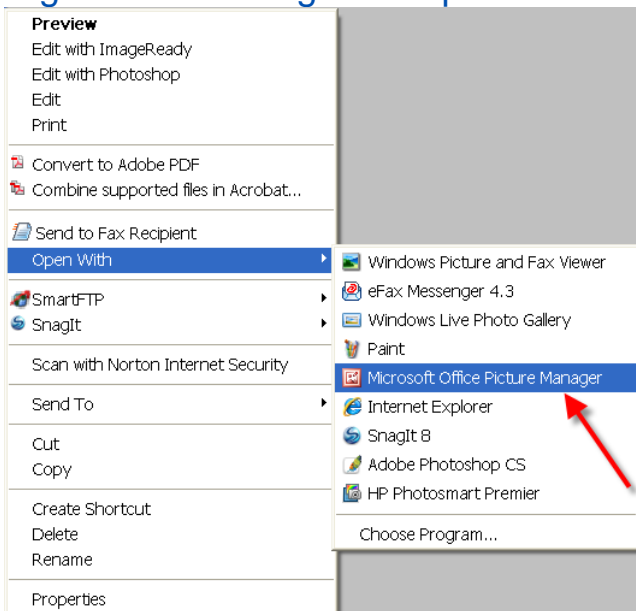 Preview
Edit with ImageReady
Edit with Photoshop
Edit
Print
Convert to Adobe PDF
Combine supported files in Acrobat...
Send to Fax Recipient
Open With
SmartFTP
SnagIt
Scan with Norton Internet Security
Send To
Cut
Copy
Create Shortcut
Delete
Rename
Properties
Windows Picture and Fax Viewer
eFax Messenger 4.3
Windows Live Photo Gallery
Paint
Microsoft Office Picture Manager
Internet Explorer
SnagIt 8
Adobe Photoshop CS
HP Photosmart Premier
Choose Program...